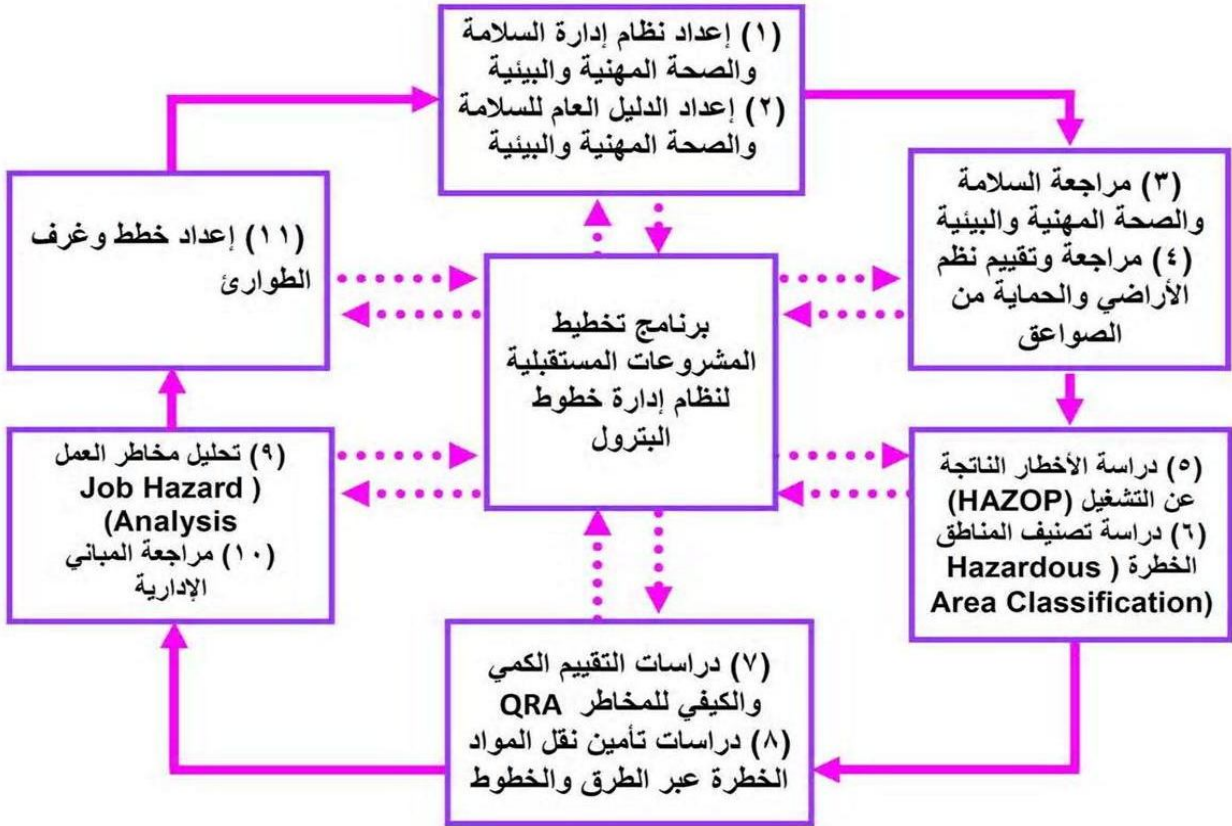 (١) إعداد نظام إدارة السلامة
والصحة المهنية والبيئية
(٢) إعداد الدليل العام للسلامة
والصحة المهنية والبيئية
(٣) مراجعة السلامة
والصحة المهنية والبيئية
(٤) مراجعة وتقييم نظم
الأراضي والحماية من
الصواعق
(٥) دراسة الأخطار الناتجة
عن التشغيل (HAZOP)
(٦) دراسة تصنيف المناطق
الخطرة ( Hazardous
Area Classification)
(٧) دراسات التقييم الكمي
والكيفي للمخاطر QRA
(٨) دراسات تأمين نقل المواد
الخطرة عبر الطرق والخطوط
(٩) تحليل مخاطر العمل
( Job Hazard
Analysis)
(١٠) مراجعة المباني
الإدارية
(١١) إعداد خطط وغرف
الطوارئ
برنامج تخطيط
المشروعات المستقبلية
لنظام إدارة خطوط
البترول